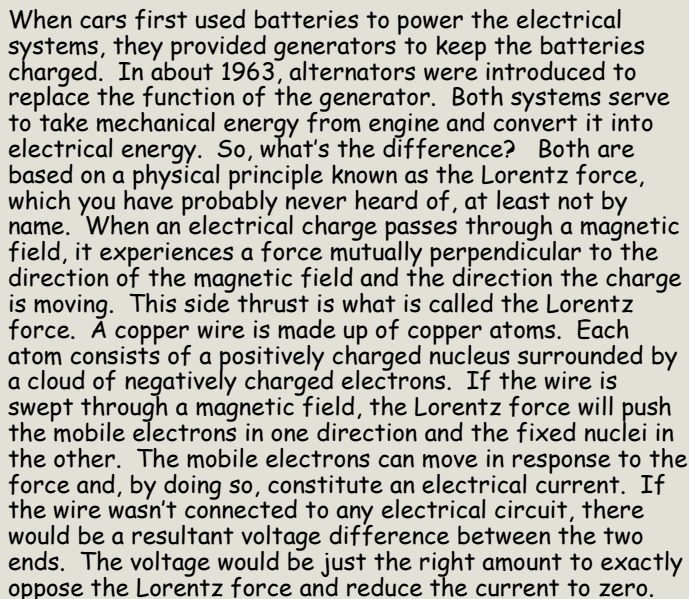 When cars first used batteries to power the electrical
systems, they provided generators to keep the batteries
charged.  In about 1963, alternators were introduced to
replace the function of the generator.  Both systems serve
to take mechanical energy from engine and convert it into
electrical energy.  So, what's the difference?   Both are
based on a physical principle known as the Lorentz force,
which you have probably never heard of, at least not by
name.  When an electrical charge passes through a magnetic
field, it experiences a force mutually perpendicular to the
direction of the magnetic field and the direction the charge
is moving.  This side thrust is what is called the Lorentz
force.  A copper wire is made up of copper atoms.  Each
atom consists of a positively charged nucleus surrounded by
a cloud of negatively charged electrons.  If the wire is
swept through a magnetic field, the Lorentz force will push
the mobile electrons in one direction and the fixed nuclei in
the other.  The mobile electrons can move in response to the
force and, by doing so, constitute an electrical current.  If
the wire wasn't connected to any electrical circuit, there
would be a resultant voltage difference between the two
ends.  The voltage would be just the right amount to exactly
oppose the Lorentz force and reduce the current to zero.